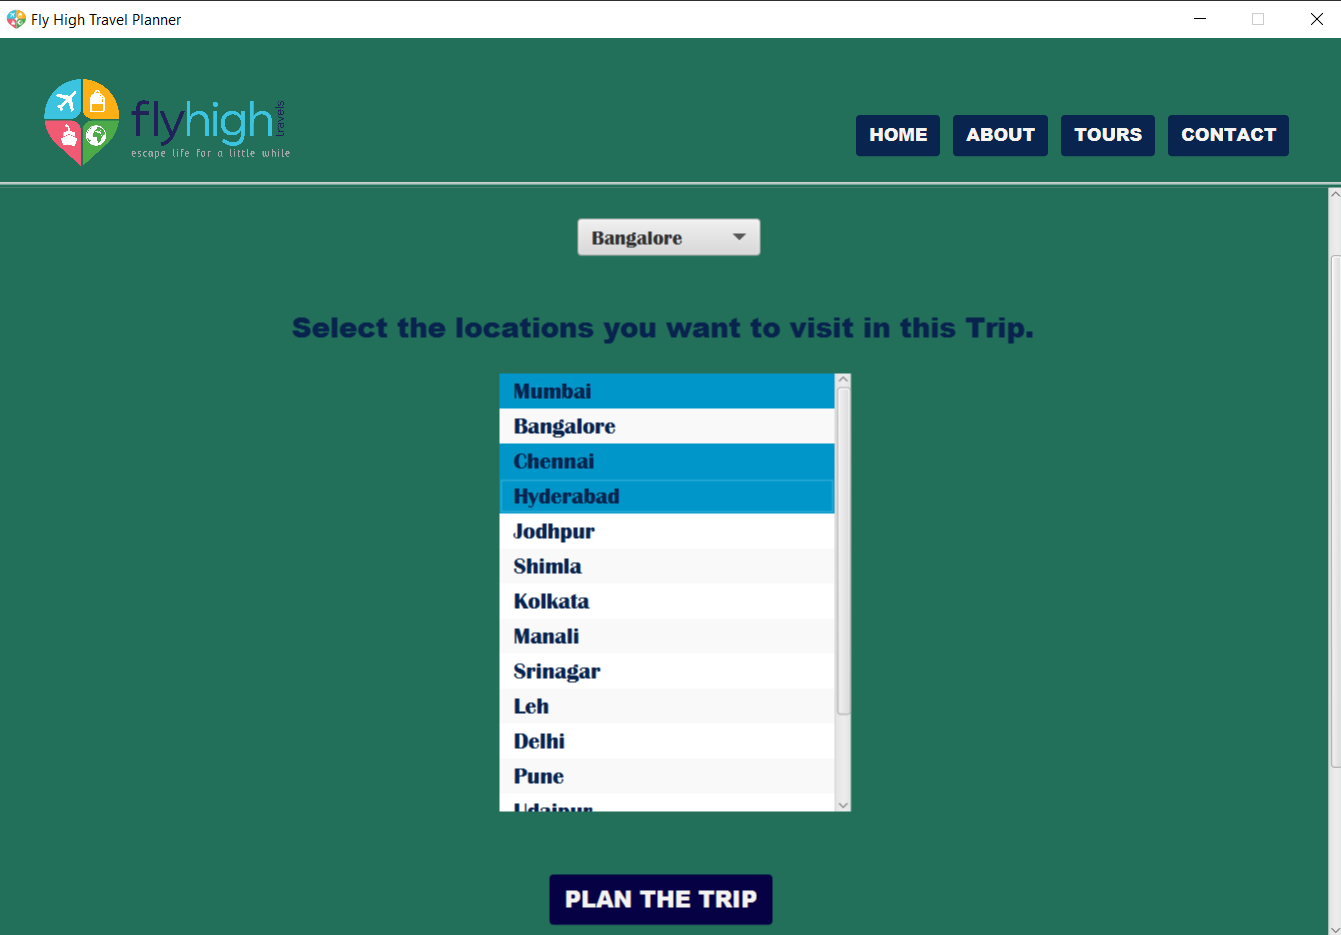 Fly High Travel Planner
flyhigh travels
escape life for a little while
HOME ABOUT TOURS CONTACT
Bangalore
Select the locations you want to visit in this Trip.
Mumbai
Bangalore
Chennai
Hyderabad
Jodhpur
Shimla
Kolkata
Manali
Srinagar
Leh
Delhi
Pune
Udaipur
PLAN THE TRIP